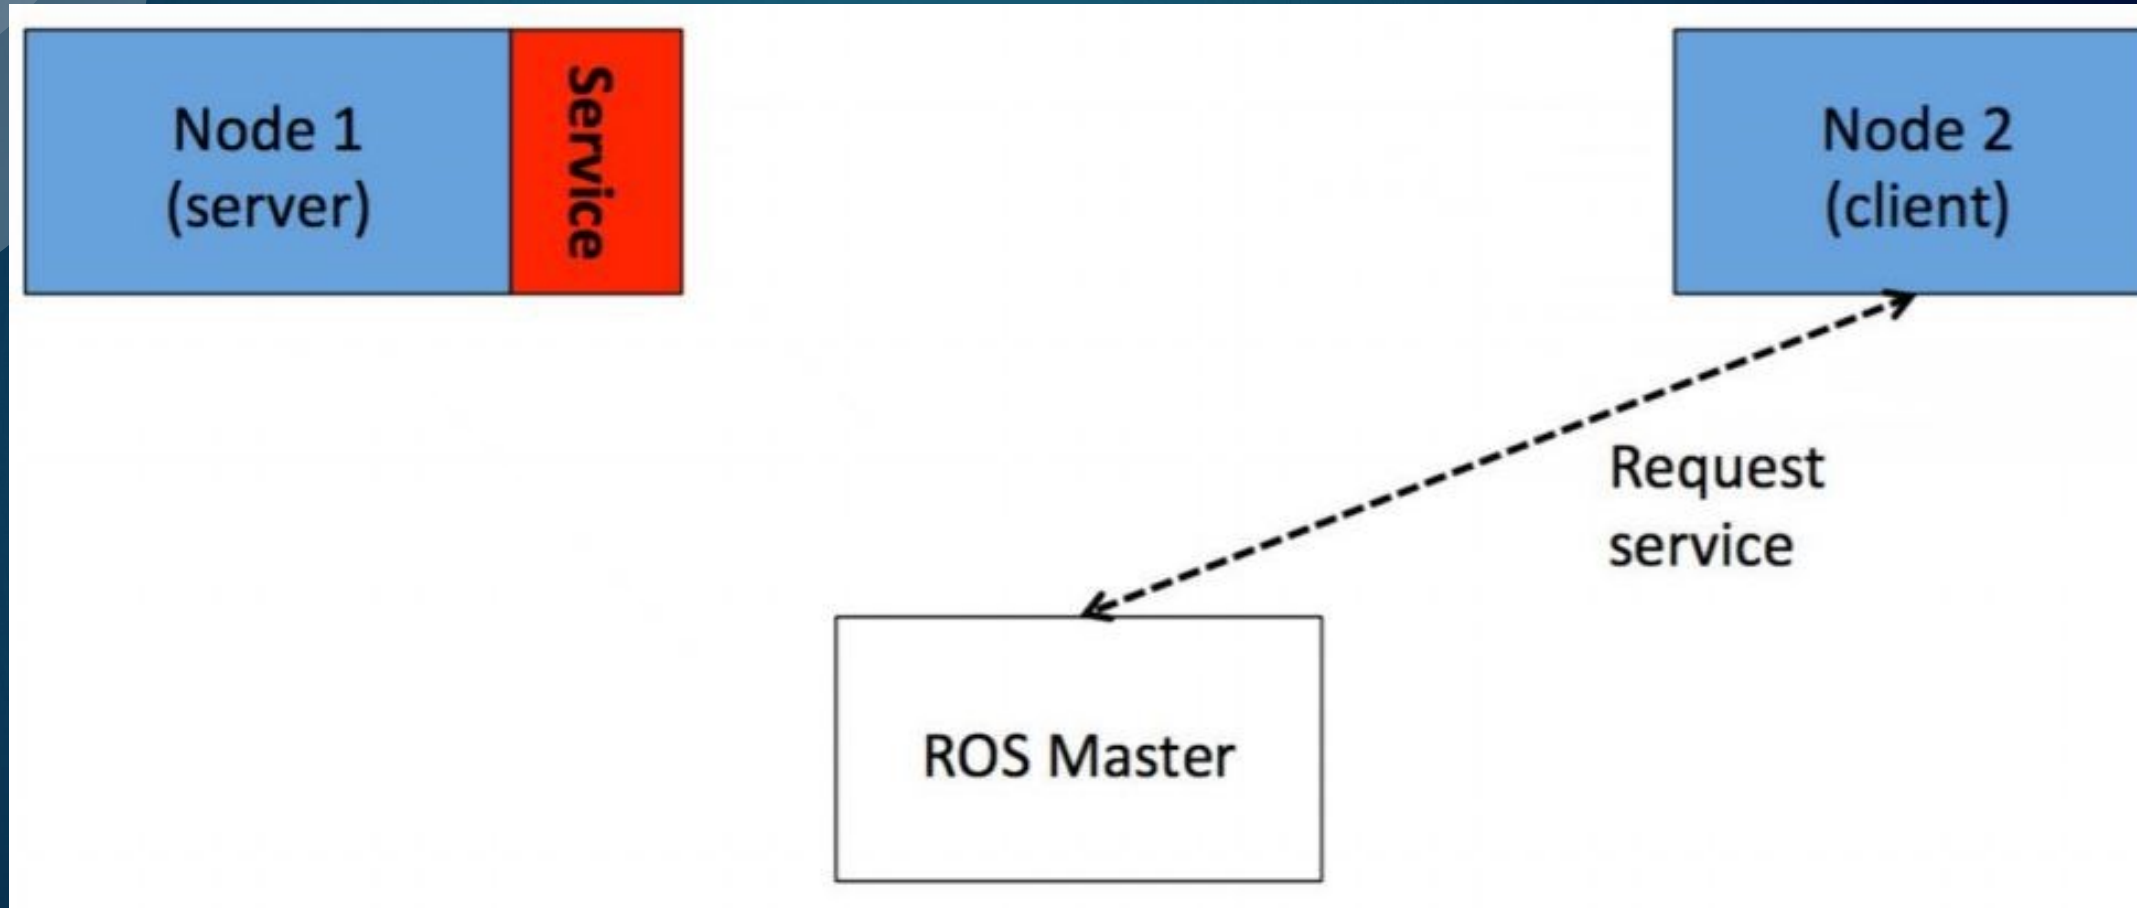 Node 1
(server)
Service
Node 2
(client)
Request
service
ROS Master